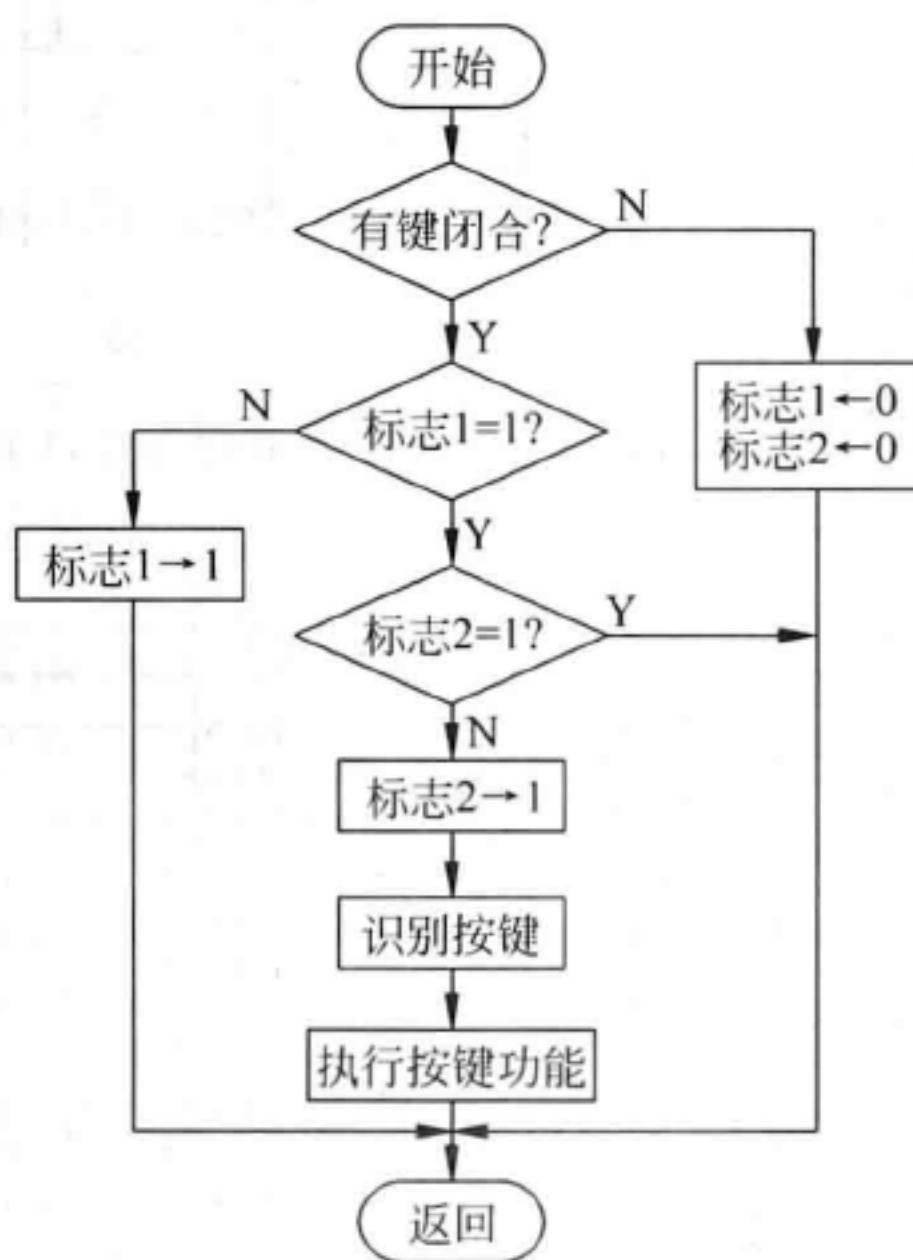 开始
有键闭合?
N
Y
标志1=1?
N
标志1←0
标志2←0
Y
标志1→1
标志2=1?
Y
N
标志2→1
识别按键
执行按键功能
返回